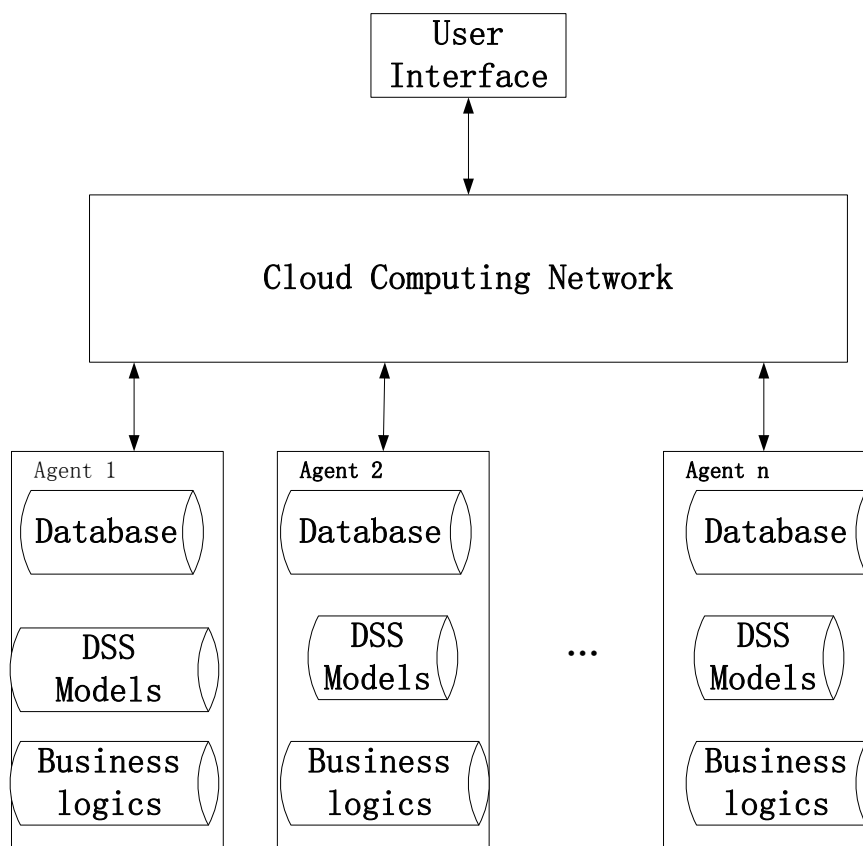 User
Interface
Cloud Computing Network
Agent 1
Database
DSS
Models
Business
logics
Agent 2
Database
DSS
Models
Business
logics
...
Agent n
Database
DSS
Models
Business
logics